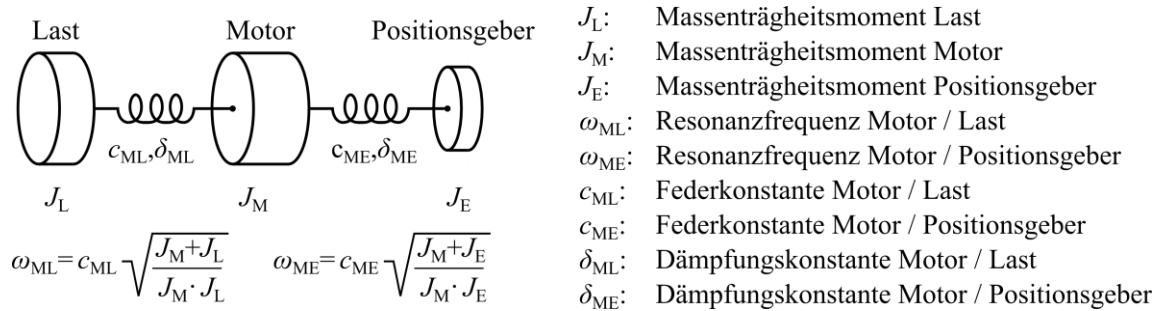 Last Motor Positionsgeber
c_ML,δ_ML c_ME,δ_ME
J_L J_M J_E
ω_ML=c_ML √((J_M+J_L)/(J_M·J_L)) ω_ME=c_ME √((J_M+J_E)/(J_M·J_E))
J_L: Massenträgheitsmoment Last
J_M: Massenträgheitsmoment Motor
J_E: Massenträgheitsmoment Positionsgeber
ω_ML: Resonanzfrequenz Motor / Last
ω_ME: Resonanzfrequenz Motor / Positionsgeber
c_ML: Federkonstante Motor / Last
c_ME: Federkonstante Motor / Positionsgeber
δ_ML: Dämpfungskonstante Motor / Last
δ_ME: Dämpfungskonstante Motor / Positionsgeber